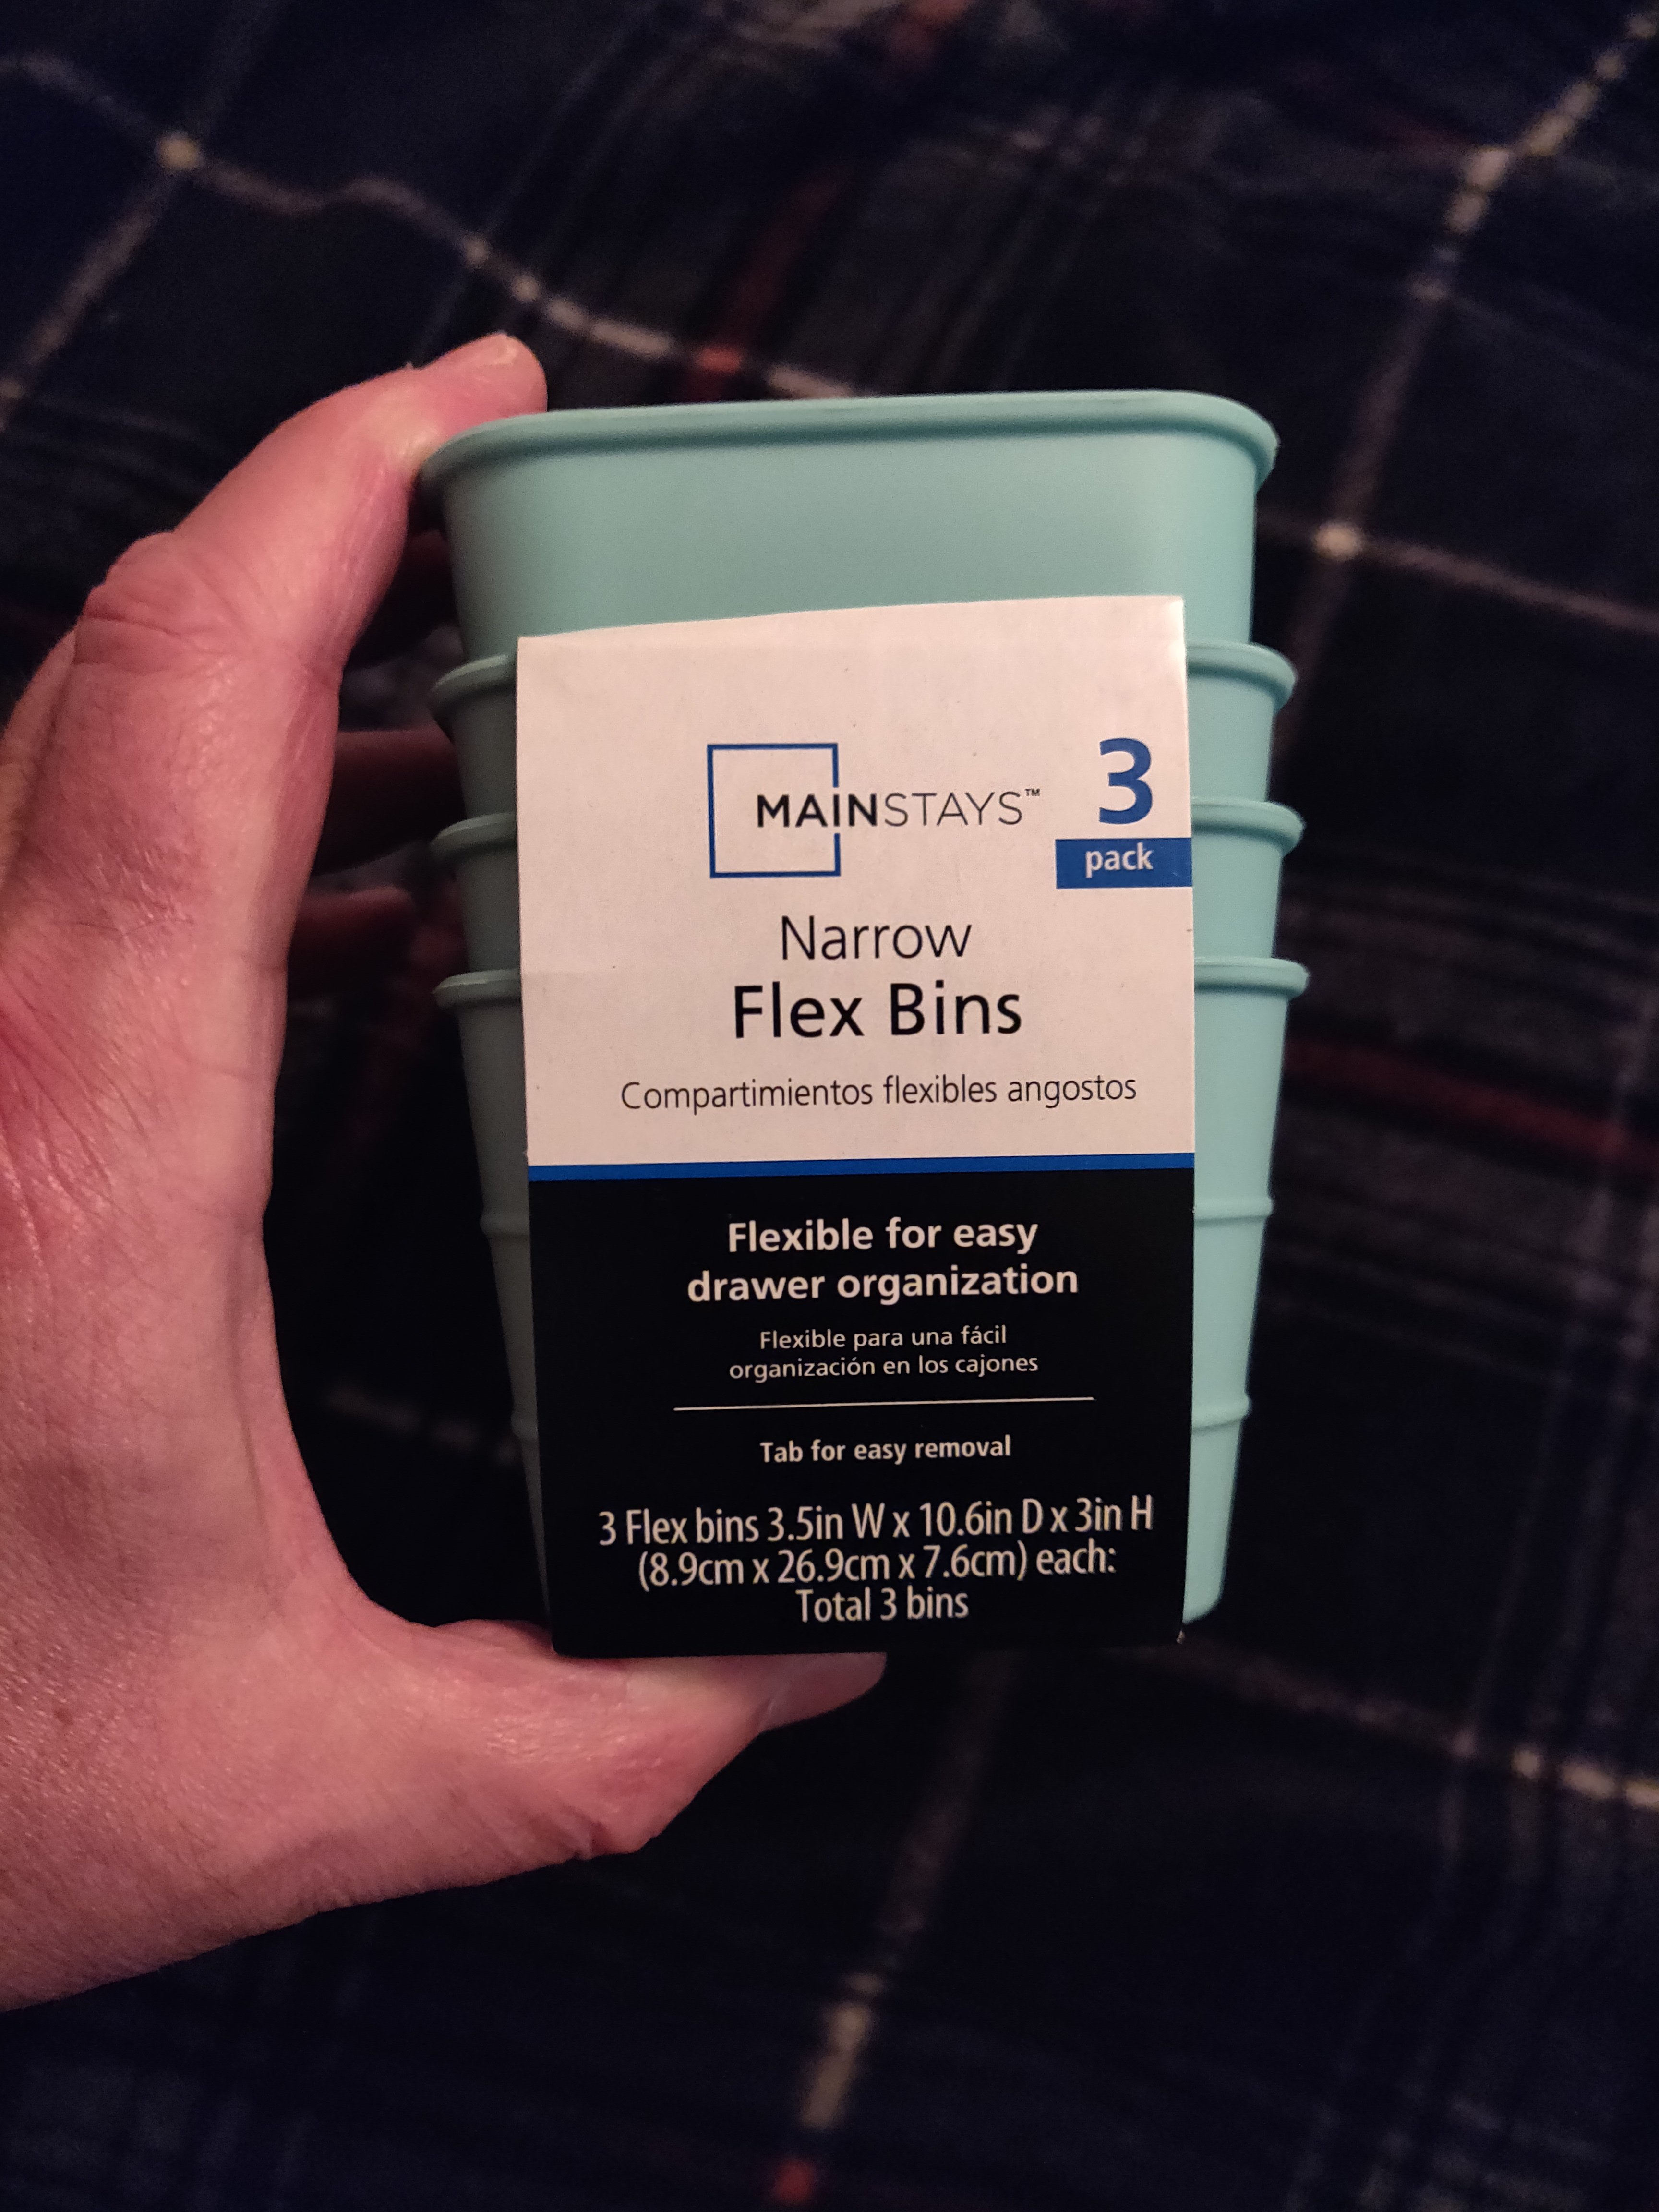 MAINSTAYS™
3
pack
Narrow
Flex Bins
Compartimientos flexibles angostos
Flexible for easy
drawer organization
Flexible para una fácil
organización en los cajones
Tab for easy removal
3 Flex bins 3.5in W x 10.6in D x 3in H
(8.9cm x 26.9cm x 7.6cm) each:
Total 3 bins